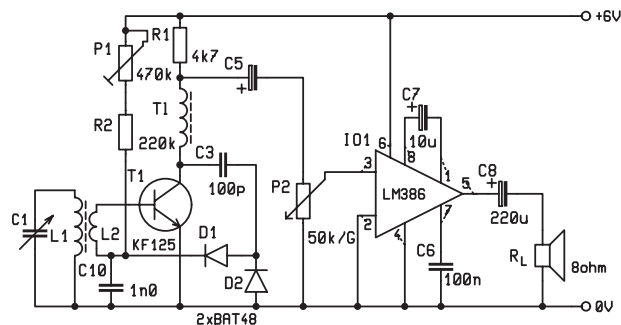 +6V
P1
R1
470k
4k7
C5
+
C7
+
R2
220k
Tl
IO1
6
8
10u
1
C3
100p
3
T1
P2
LM386
5
C8
+
220u
C1
L1
L2
KF125
D1
50k/G
2
4
7
C6
100n
RL
8ohm
C10
1n0
D2
0V
2xBAT48